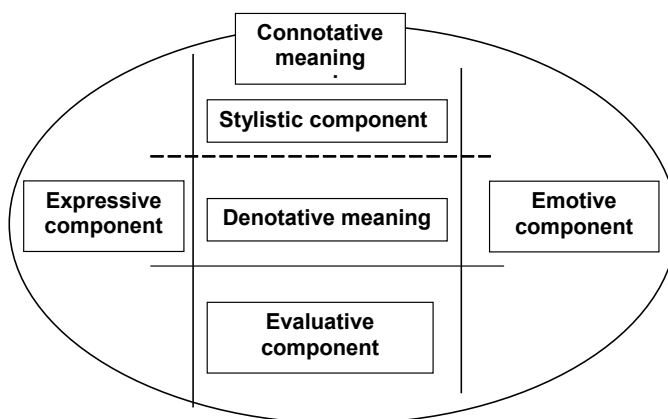 Connotative
meaning
.
Stylistic component
Expressive
component
Denotative meaning
Emotive
component
Evaluative
component